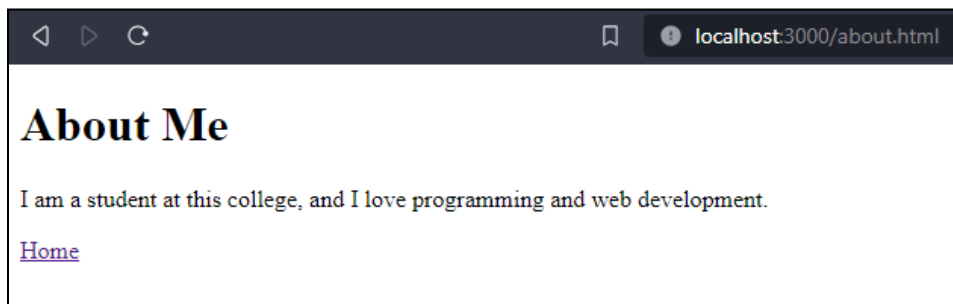 localhost:3000/about.html
About Me
I am a student at this college, and I love programming and web development.
Home